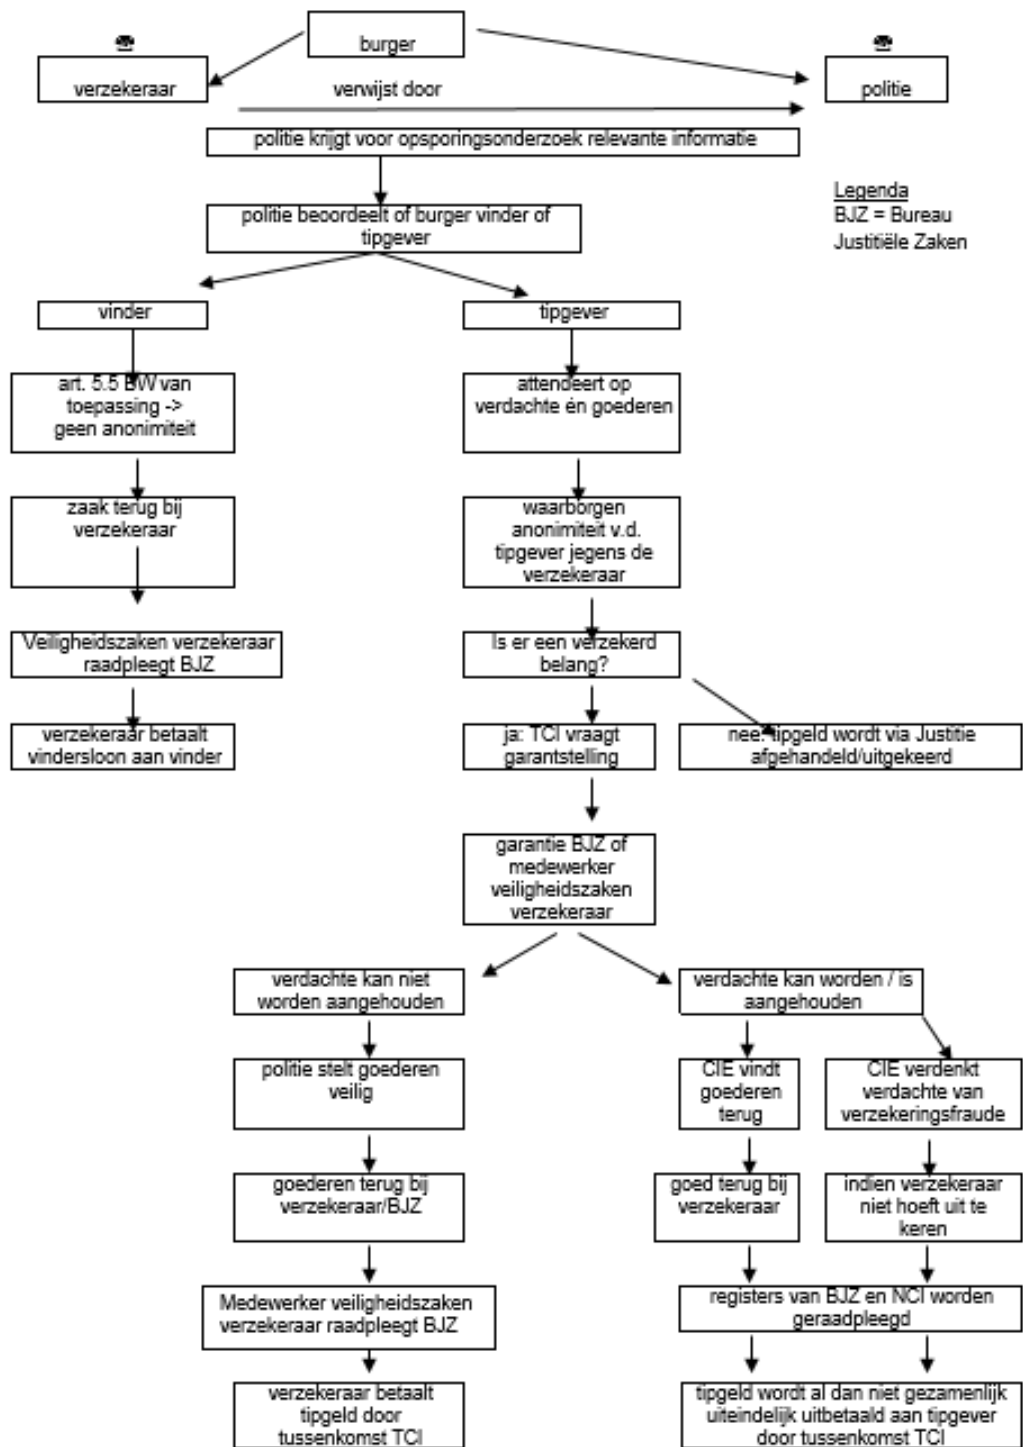 burger
verzekeraar
verwijst door
politie
politie krijgt voor opsporingsonderzoek relevante informatie
Legenda
BJZ = Bureau
Justitiële Zaken
politie beoordeelt of burger vinder of
tipgever
vinder
tipgever
art. 5.5 BW van
toepassing ->
geen anonimiteit
attendeert op
verdachte én goederen
zaak terug bij
verzekeraar
waarborgen
anonimiteit v.d.
tipgever jegens de
verzekeraar
Veiligheidszaken verzekeraar
raadpleegt BJZ
Is er een verzekerd
belang?
verzekeraar betaalt
vindersloon aan vinder
ja: TCI vraagt
garantstelling
nee: tipgeld wordt via Justitie
afgehandeld/uitgekeerd
garantie BJZ of
medewerker
veiligheidszaken
verzekeraar
verdachte kan niet
worden aangehouden
verdachte kan worden / is
aangehouden
politie stelt goederen
veilig
CIE vindt
goederen
terug
CIE verdenkt
verdachte van
verzekeringsfraude
goederen terug bij
verzekeraar/BJZ
goed terug bij
verzekeraar
indien verzekeraar
niet hoeft uit te
keren
Medewerker veiligheidszaken
verzekeraar raadpleegt BJZ
registers van BJZ en NCI worden
geraadpleegd
verzekeraar betaalt
tipgeld door
tussenkomst TCI
tipgeld wordt al dan niet gezamenlijk
uiteindelijk uitbetaald aan tipgever
door tussenkomst TCI